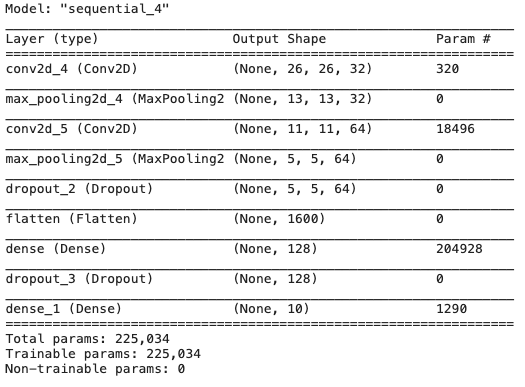 Model: "sequential_4"
Layer (type) Output Shape Param #
conv2d_4 (Conv2D) (None, 26, 26, 32) 320
max_pooling2d_4 (MaxPooling2 (None, 13, 13, 32) 0
conv2d_5 (Conv2D) (None, 11, 11, 64) 18496
max_pooling2d_5 (MaxPooling2 (None, 5, 5, 64) 0
dropout_2 (Dropout) (None, 5, 5, 64) 0
flatten (Flatten) (None, 1600) 0
dense (Dense) (None, 128) 204928
dropout_3 (Dropout) (None, 128) 0
dense_1 (Dense) (None, 10) 1290
Total params: 225,034
Trainable params: 225,034
Non-trainable params: 0